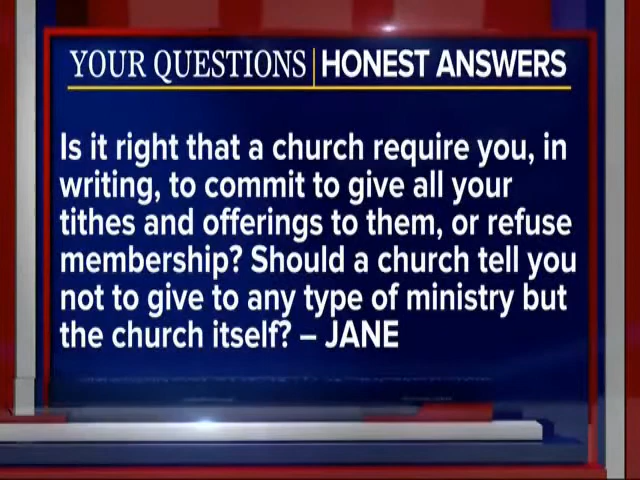 YOUR QUESTIONS | HONEST ANSWERS
Is it right that a church require you, in
writing, to commit to give all your
tithes and offerings to them, or refuse
membership? Should a church tell you
not to give to any type of ministry but
the church itself? – JANE